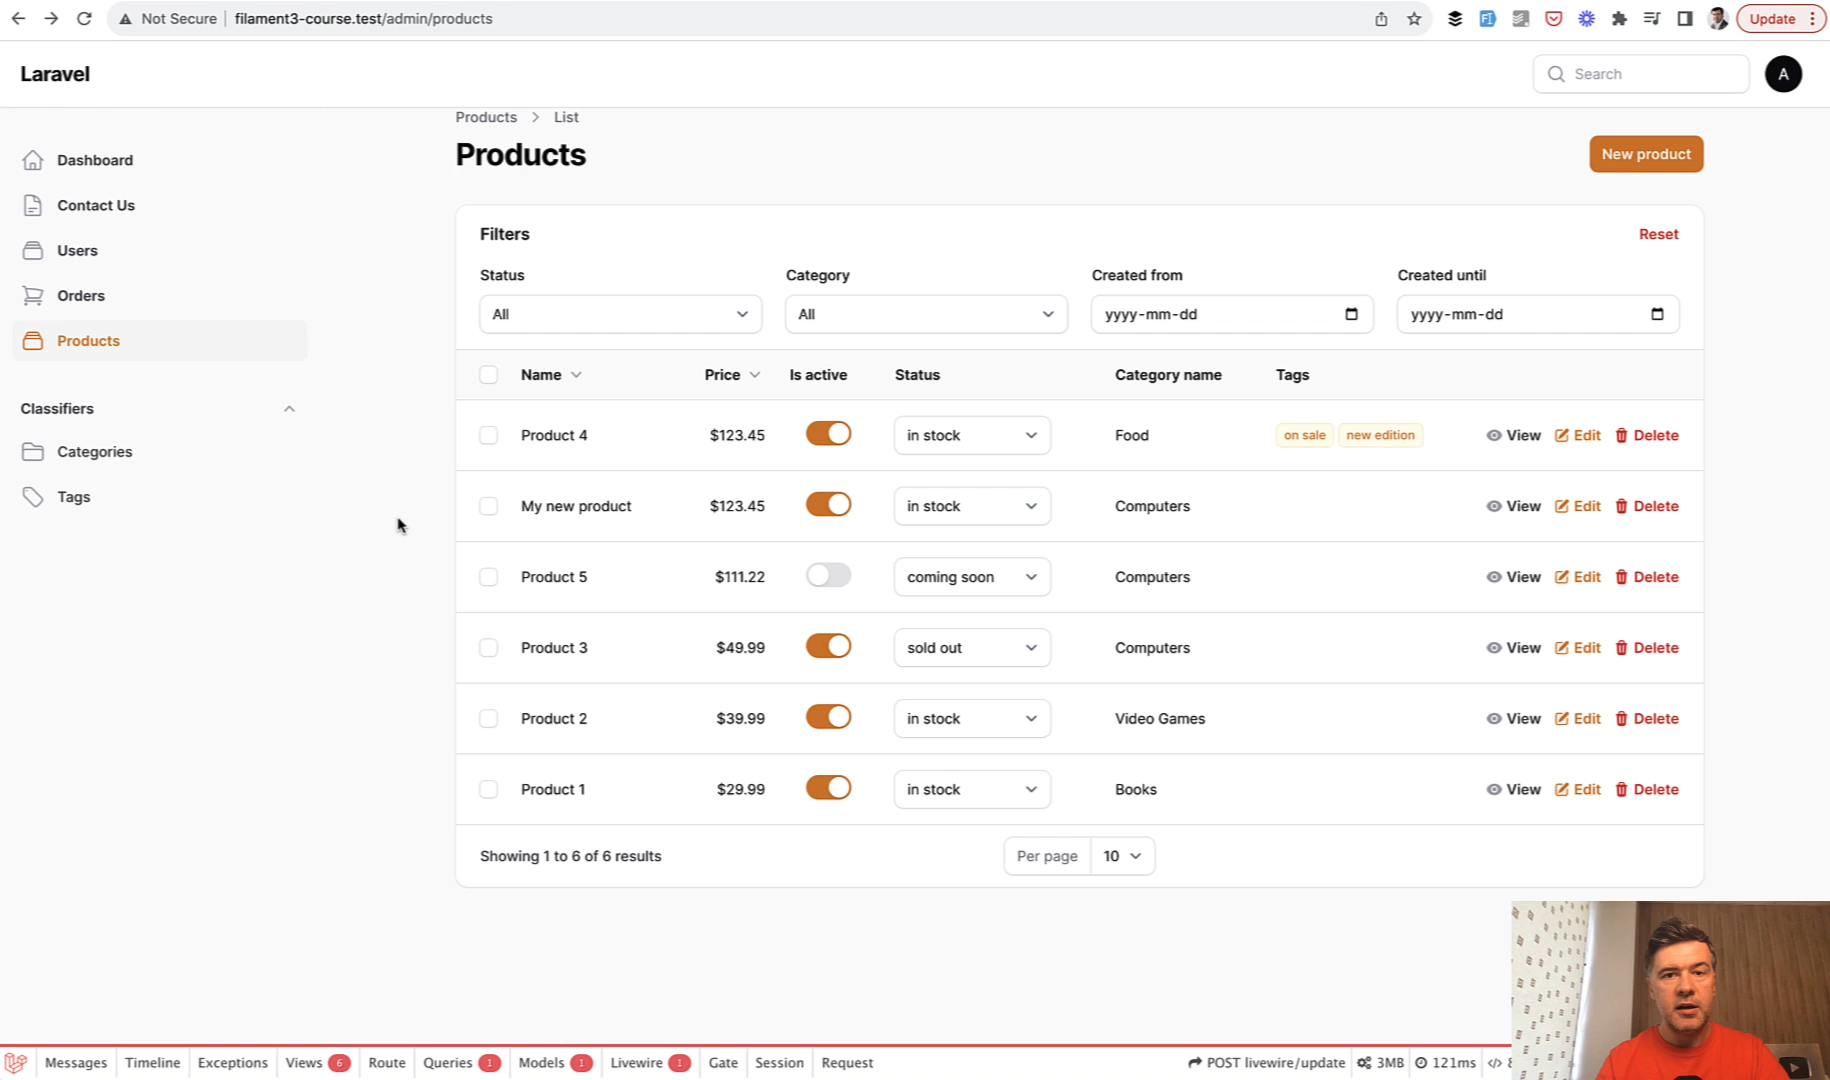 Not Secure filament3-course.test/admin/products Update
Laravel Search A
Products > List
Products New product
Dashboard
Contact Us
Users
Orders
Products
Classifiers
Categories
Tags
Filters Reset
Status Category Created from Created until
All All yyyy-mm-dd yyyy-mm-dd
Name Price Is active Status Category name Tags
Product 4 $123.45 in stock Food on sale new edition View Edit Delete
My new product $123.45 in stock Computers View Edit Delete
Product 5 $111.22 coming soon Computers View Edit Delete
Product 3 $49.99 sold out Computers View Edit Delete
Product 2 $39.99 in stock Video Games View Edit Delete
Product 1 $29.99 in stock Books View Edit Delete
Showing 1 to 6 of 6 results Per page 10
Messages Timeline Exceptions Views 6 Route Queries 1 Models 1 Livewire 1 Gate Session Request POST livewire/update 3MB 121ms